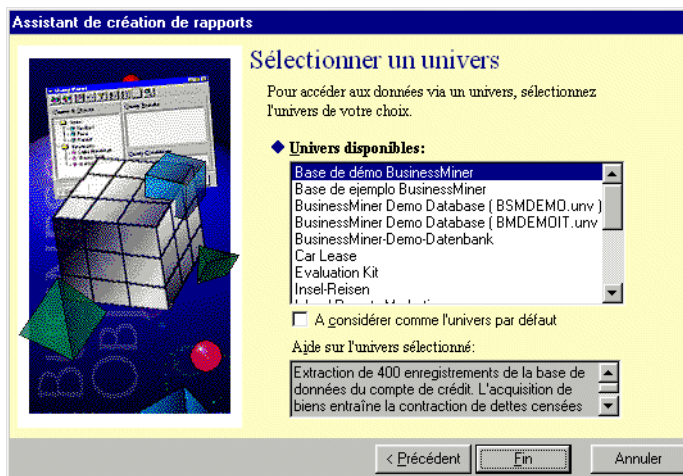 Assistant de création de rapports
Sélectionner un univers
Pour accéder aux données via un univers, sélectionnez
l'univers de votre choix.
Univers disponibles:
Base de démo BusinessMiner
Base de ejemplo BusinessMiner
BusinessMiner Demo Database ( BSMDEMO.unv )
BusinessMiner Demo Database ( BMDEMOIT.unv
BusinessMiner-Demo-Datenbank
Car Lease
Evaluation Kit
Insel-Reisen
A considérer comme l'univers par défaut
Aide sur l'univers sélectionné:
Extraction de 400 enregistrements de la base de
données du compte de crédit. L'acquisition de
biens entraîne la contraction de dettes censées
< Précédent
Fin
Annuler